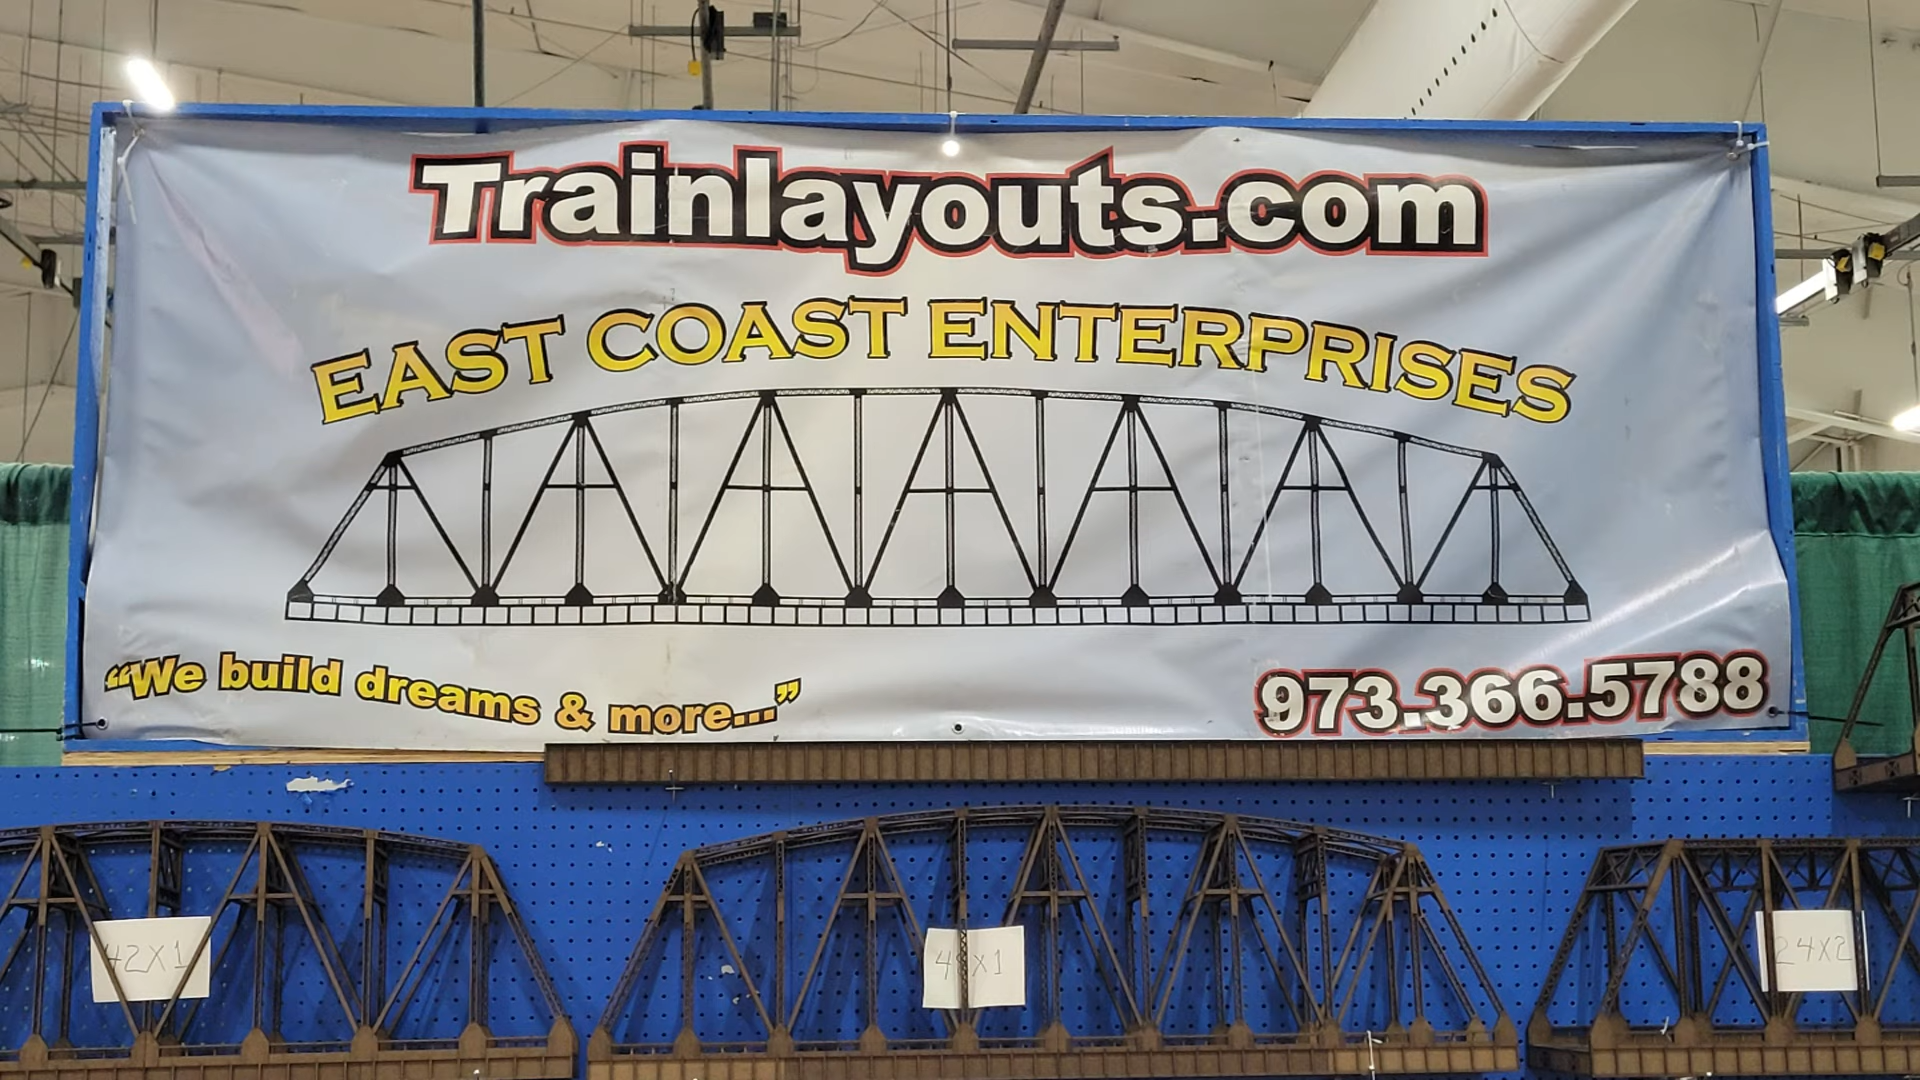 Trainlayouts.com
EAST COAST ENTERPRISES
“We build dreams & more...”
973.366.5788
42X1
24X2